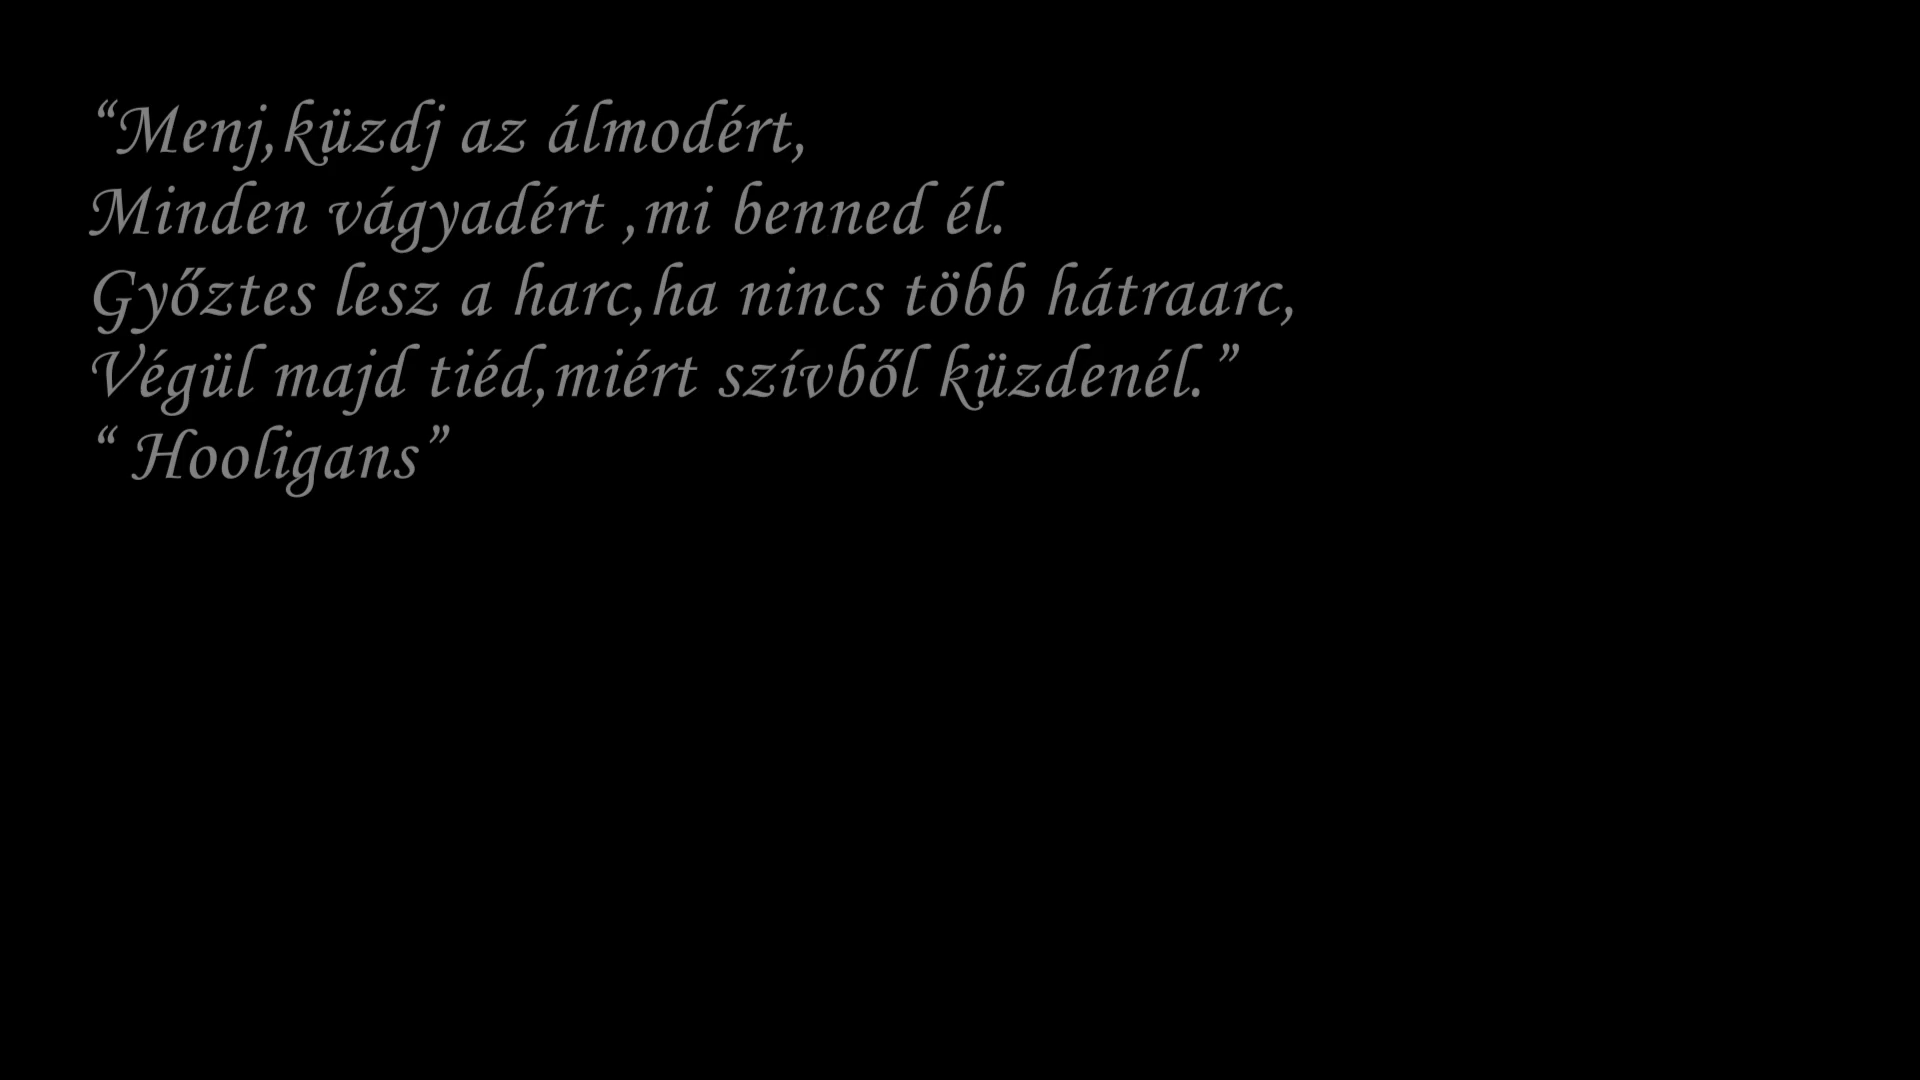 “Menj,küzdj az álmodért,
Minden vágyadért ,mi benned él.
Győztes lesz a harc,ha nincs több hátraarc,
Végül majd tiéd,miért szívből küzdenél.”
“ Hooligans”